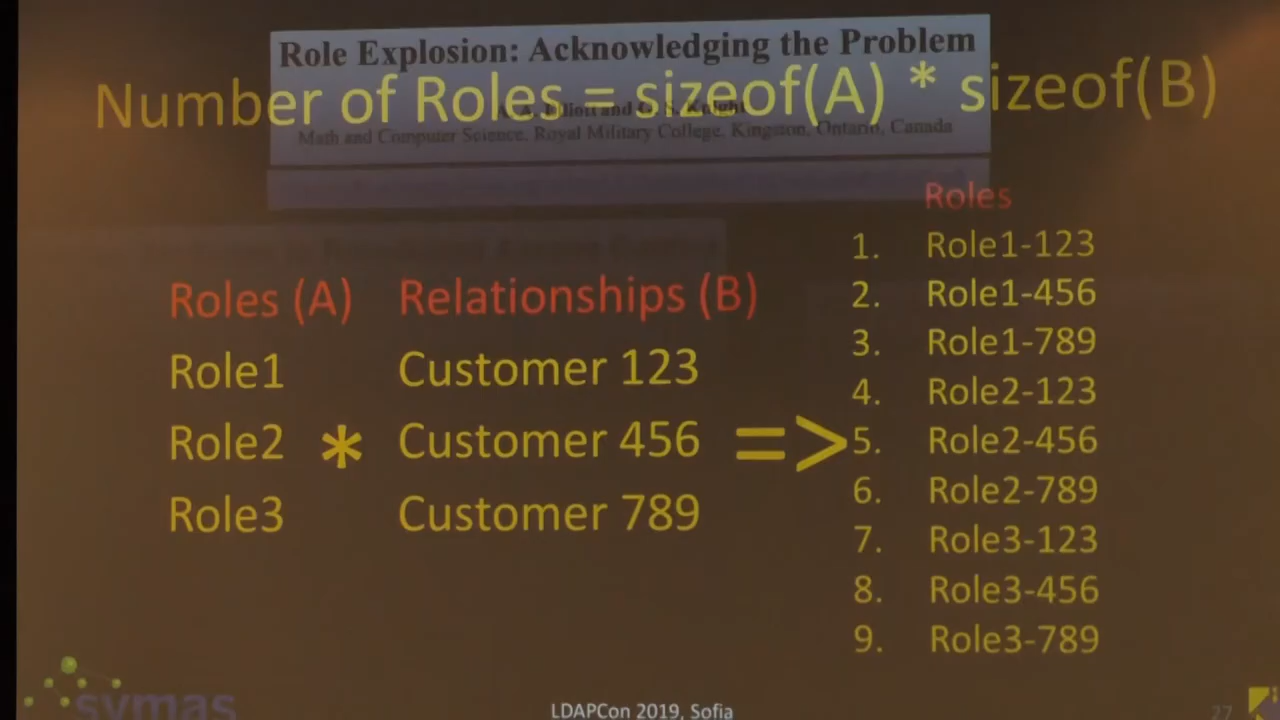 Role Explosion: Acknowledging the Problem
Number of Roles = sizeof(A) * sizeof(B)
Math and Computer Science, Royal Military College, Kingston, Ontario, Canada
Roles (A) Relationships (B)
Role1 Customer 123
Role2 * Customer 456 =>
Role3 Customer 789
Roles
1. Role1-123
2. Role1-456
3. Role1-789
4. Role2-123
5. Role2-456
6. Role2-789
7. Role3-123
8. Role3-456
9. Role3-789
symas
LDAPCon 2019, Sofia
27